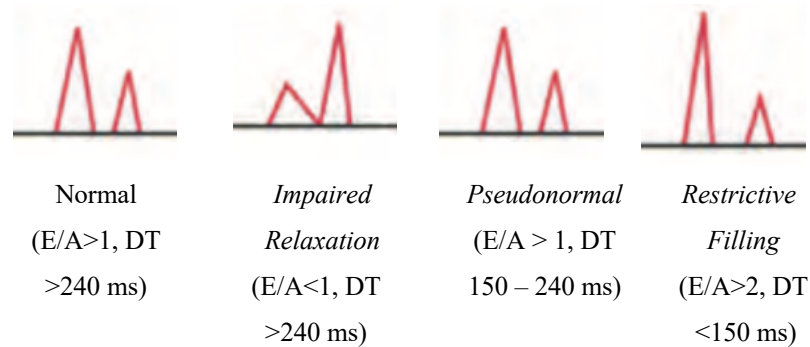 Normal
(E/A>1, DT
>240 ms)
Impaired
Relaxation
(E/A<1, DT
>240 ms)
Pseudonormal
(E/A > 1, DT
150 – 240 ms)
Restrictive
Filling
(E/A>2, DT
<150 ms)